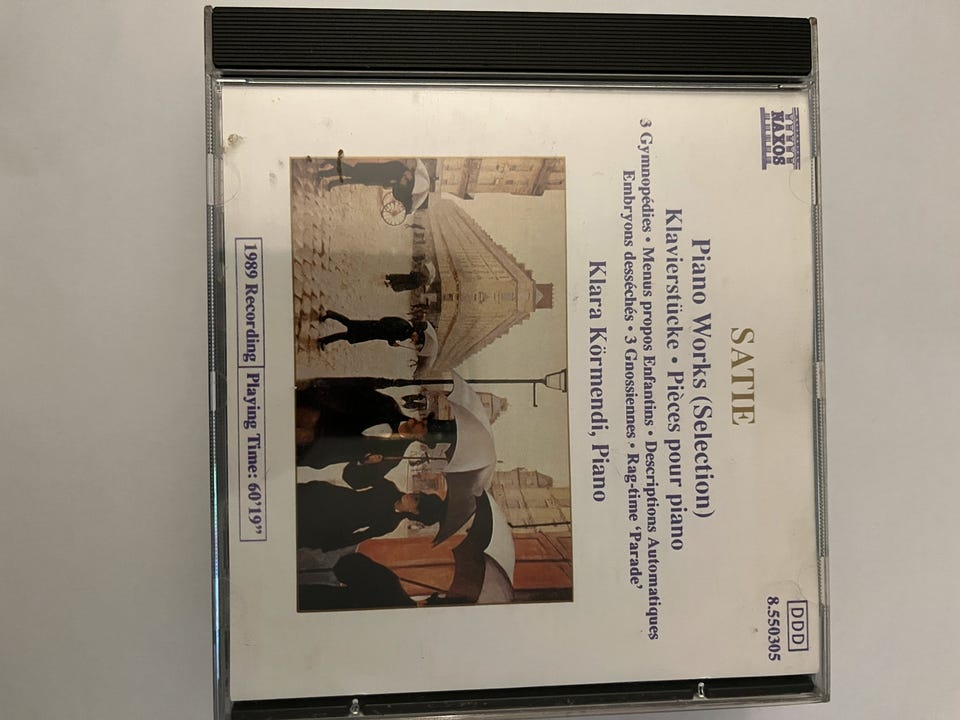 NAXOS
DDD
8.550305
SATIE
Piano Works (Selection)
Klavierstücke • Pièces pour piano
3 Gymnopédies • Menus propos Enfantins • Descriptions Automatiques
Embryons desséchés • 3 Gnossiennes • Rag-time ‘Parade’
Klara Körmendi, Piano
1989 Recording Playing Time: 60’19”